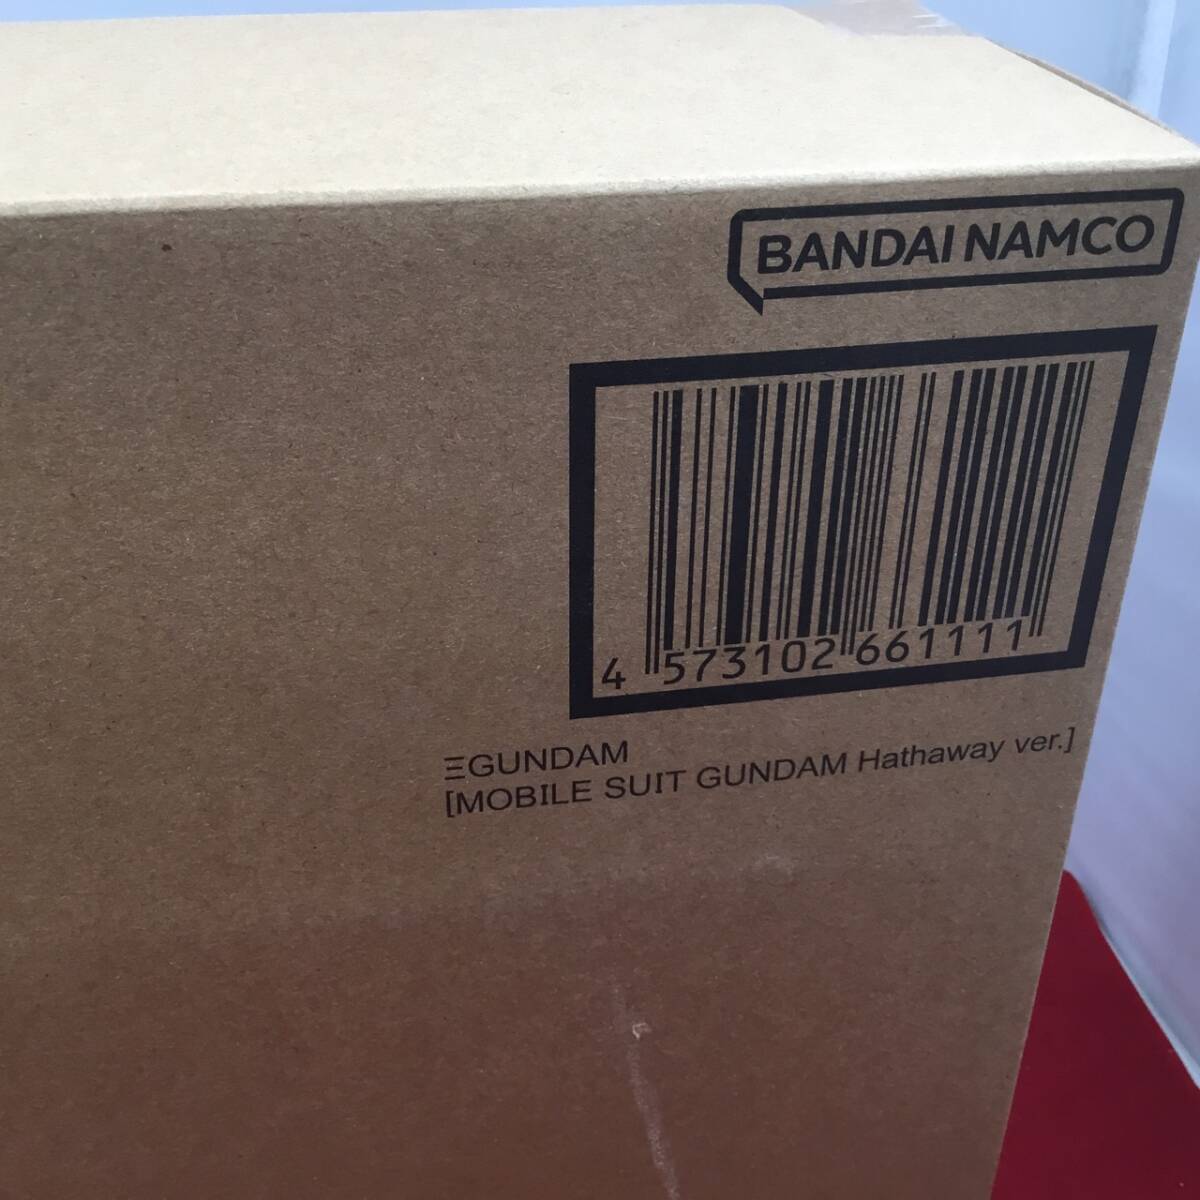 BANDAI NAMCO
4 573102 661111
ΞGUNDAM
[MOBILE SUIT GUNDAM Hathaway ver.]